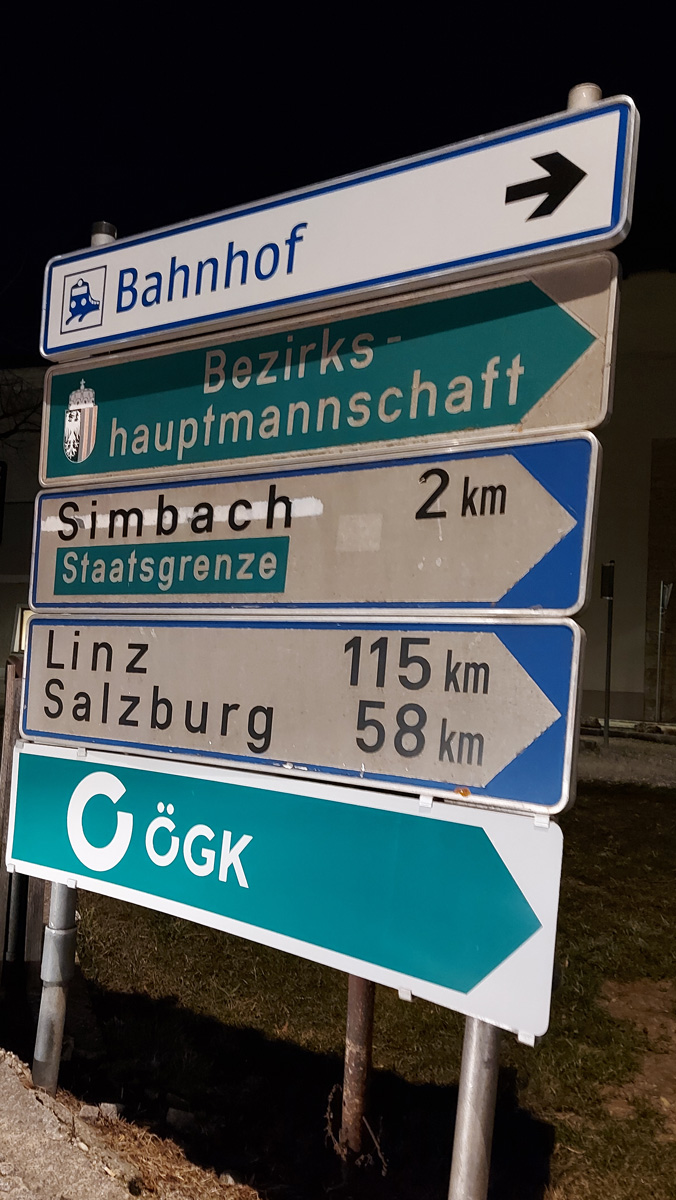 Bahnhof
Bezirks-
hauptmannschaft
Simbach 2 km
Staatsgrenze
Linz 115 km
Salzburg 58 km
ÖGK